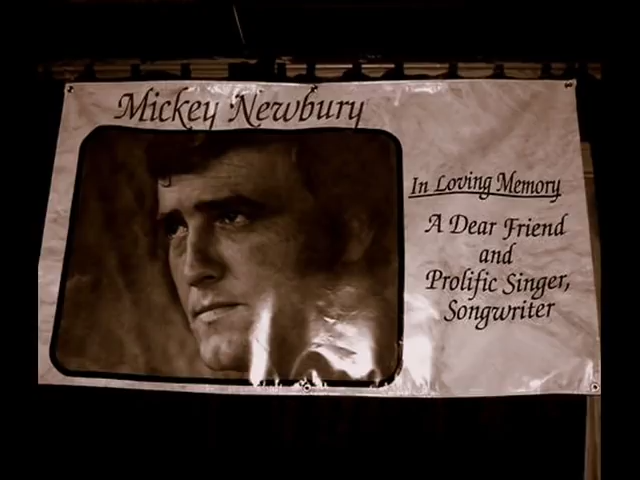 Mickey Newbury
In Loving Memory
A Dear Friend
and
Prolific Singer,
Songwriter